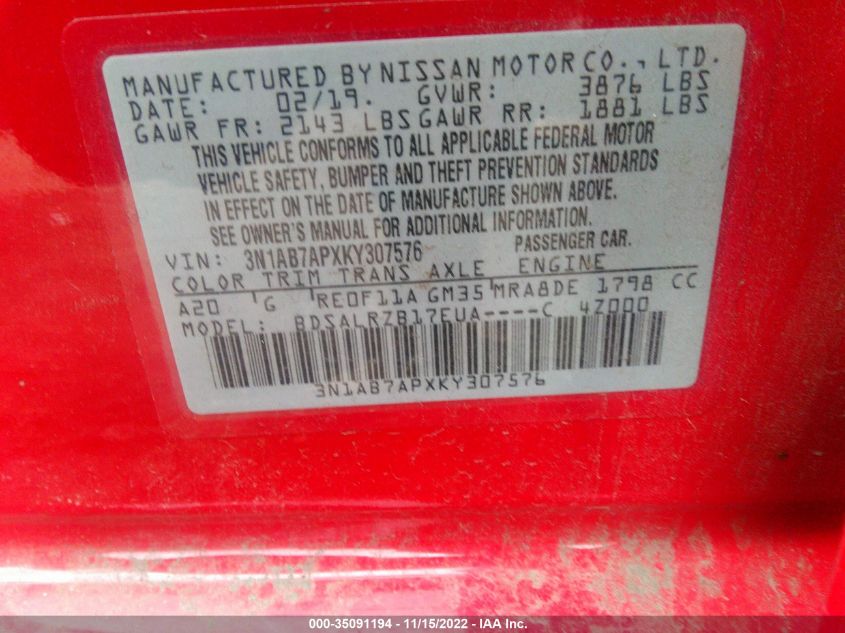 MANUFACTURED BY NISSAN MOTOR CO., LTD.
DATE: 02/19. GVWR: 3876 LBS
GAWR FR: 2143 LBS GAWR RR: 1881 LBS
THIS VEHICLE CONFORMS TO ALL APPLICABLE FEDERAL MOTOR
VEHICLE SAFETY, BUMPER AND THEFT PREVENTION STANDARDS
IN EFFECT ON THE DATE OF MANUFACTURE SHOWN ABOVE.
SEE OWNER'S MANUAL FOR ADDITIONAL INFORMATION.
VIN: 3N1AB7APXKY307576 PASSENGER CAR.
COLOR TRIM TRANS AXLE ENGINE
A20 G RE0F11A GM35 MRA8DE 1798 CC
MODEL: BDSALRZB17EUA----C 4Z000
3N1AB7APXKY307576
000-35091194 - 11/15/2022 - IAA Inc.